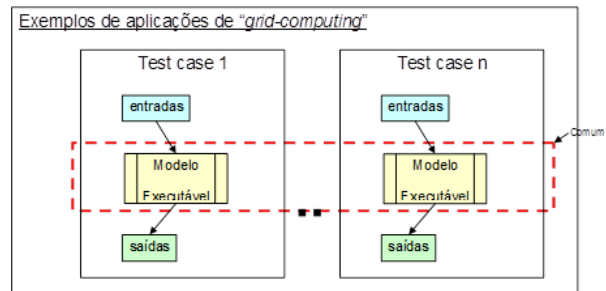 Exemplos de aplicações de “grid-computing”
Test case 1
entradas
Modelo
Executável
saídas
Test case n
entradas
Modelo
Executável
saídas
Comum